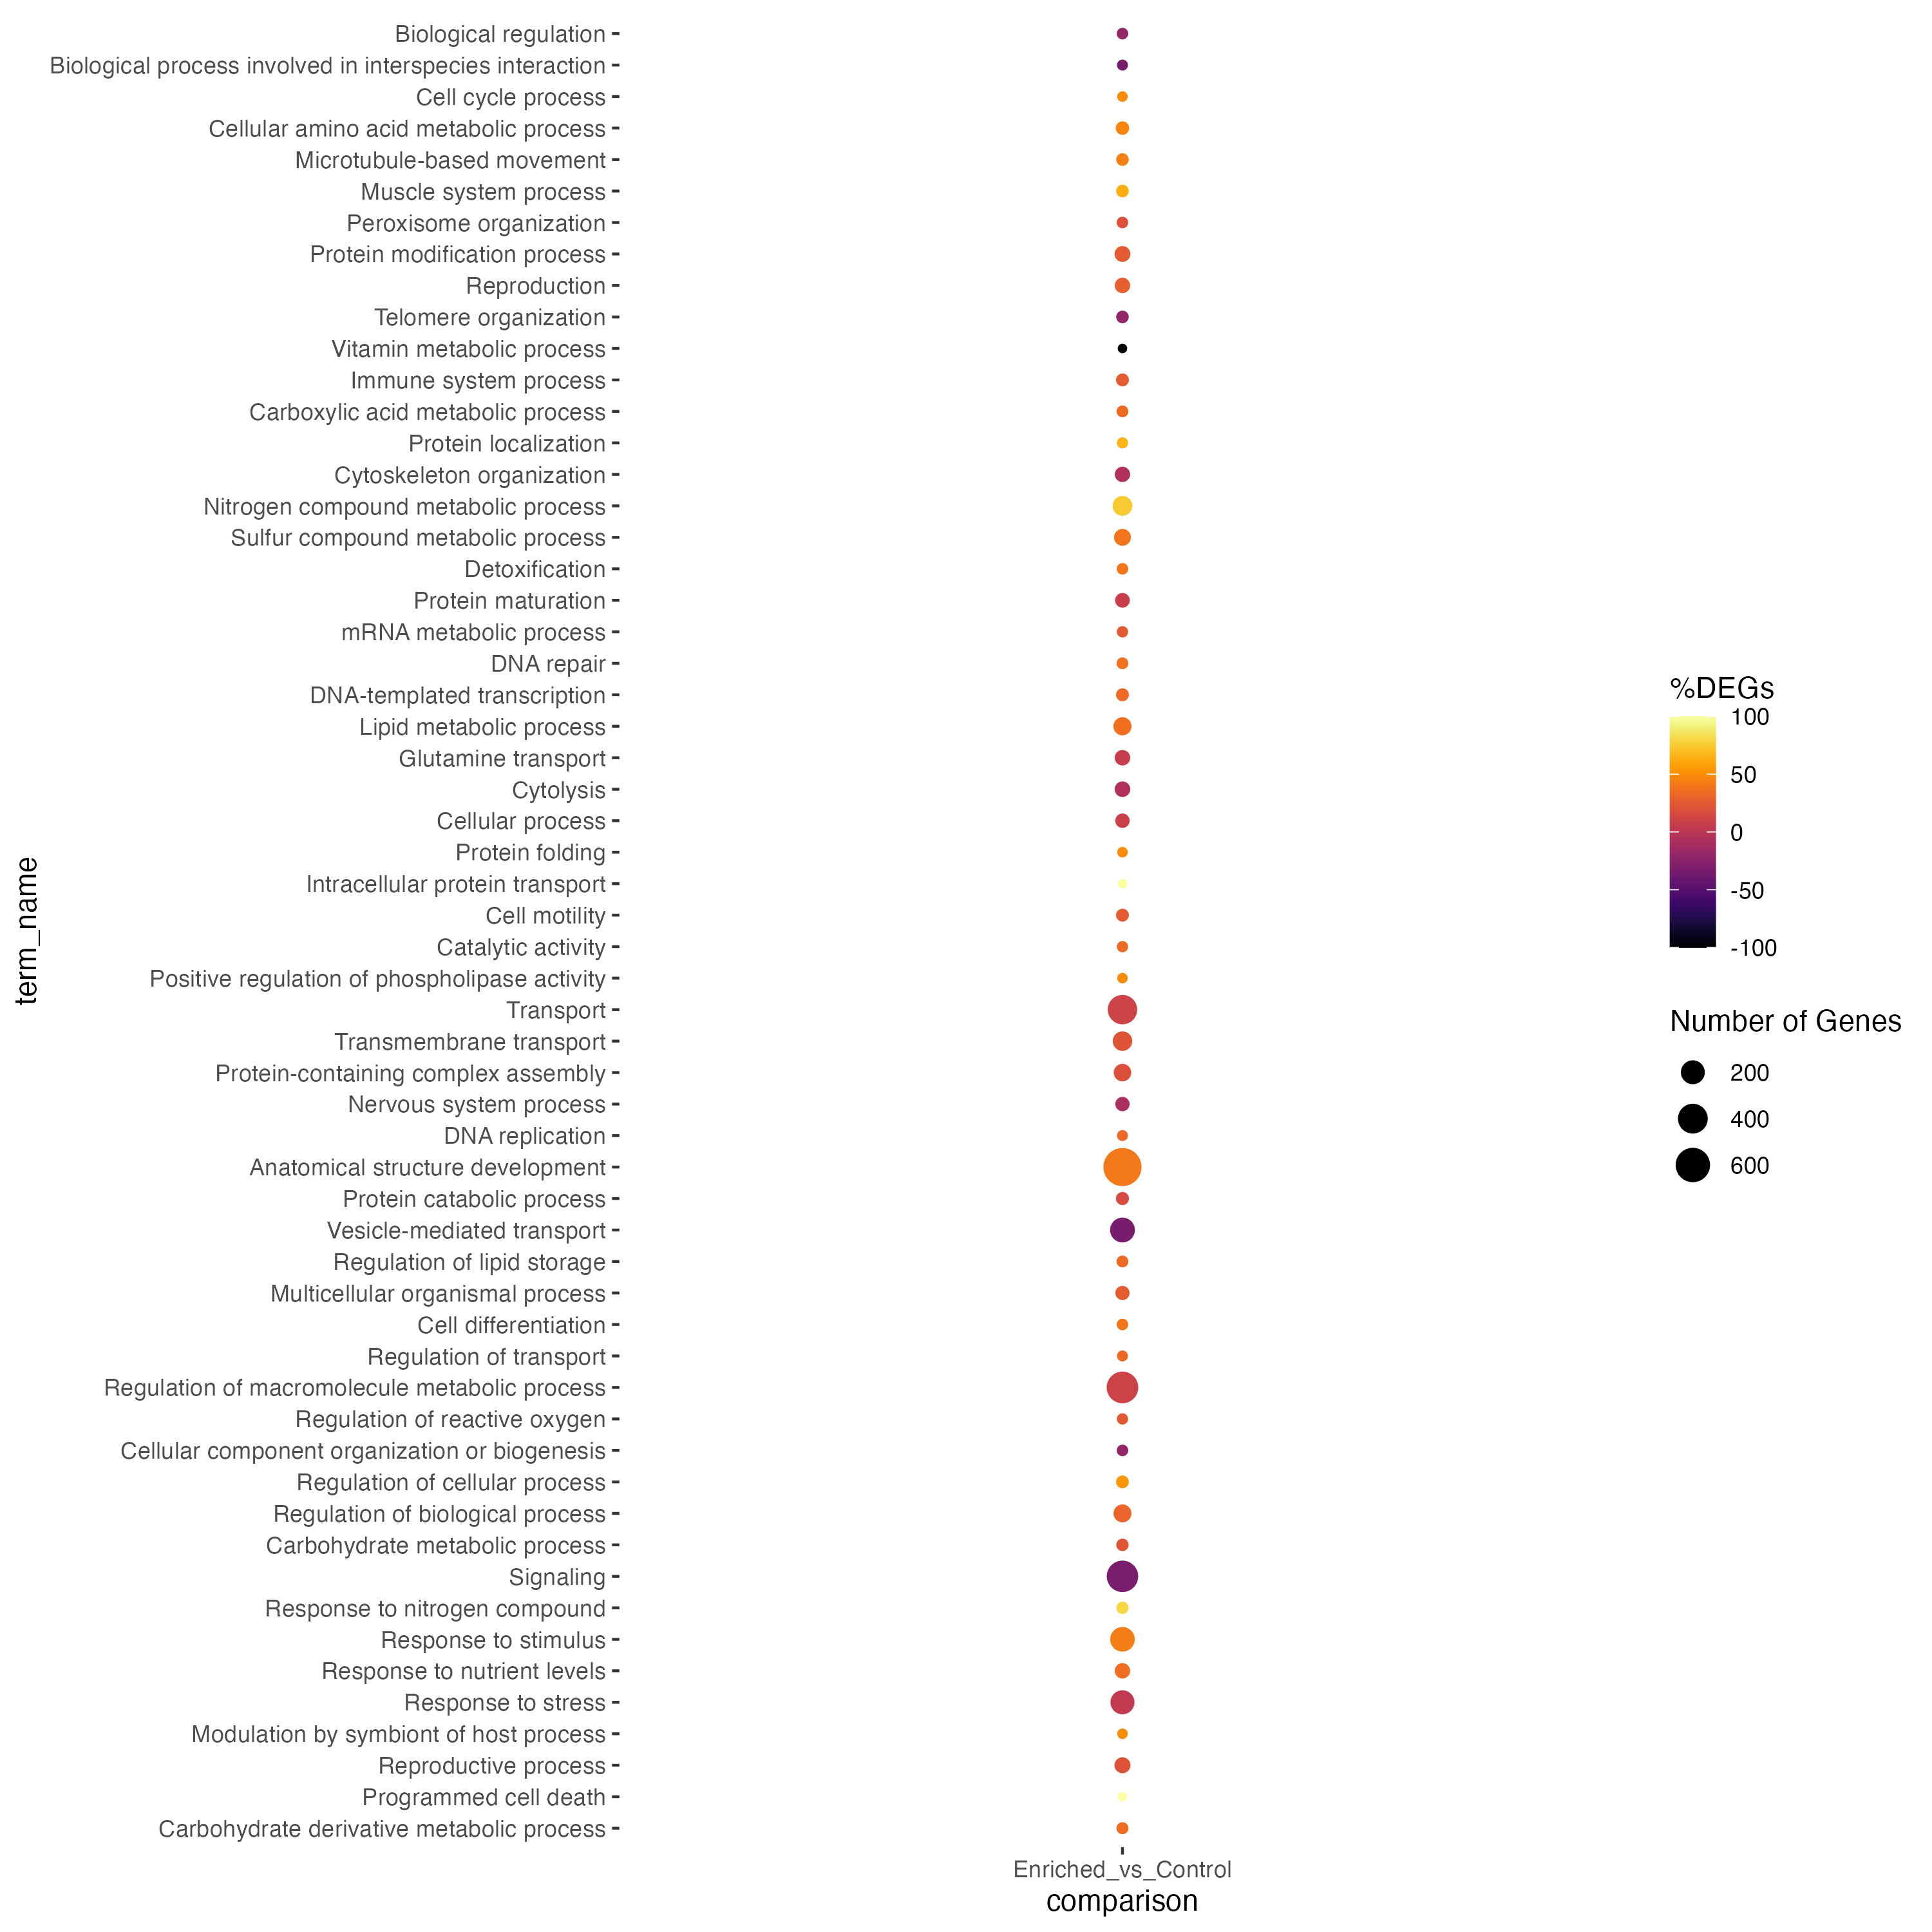 Biological regulation
Biological process involved in interspecies interaction
Cell cycle process
Cellular amino acid metabolic process
Microtubule-based movement
Muscle system process
Peroxisome organization
Protein modification process
Reproduction
Telomere organization
Vitamin metabolic process
Immune system process
Carboxylic acid metabolic process
Protein localization
Cytoskeleton organization
Nitrogen compound metabolic process
Sulfur compound metabolic process
Detoxification
Protein maturation
mRNA metabolic process
DNA repair
DNA-templated transcription
Lipid metabolic process
Glutamine transport
Cytolysis
Cellular process
Protein folding
Intracellular protein transport
Cell motility
Catalytic activity
Positive regulation of phospholipase activity
Transport
Transmembrane transport
Protein-containing complex assembly
Nervous system process
DNA replication
Anatomical structure development
Protein catabolic process
Vesicle-mediated transport
Regulation of lipid storage
Multicellular organismal process
Cell differentiation
Regulation of transport
Regulation of macromolecule metabolic process
Regulation of reactive oxygen
Cellular component organization or biogenesis
Regulation of cellular process
Regulation of biological process
Carbohydrate metabolic process
Signaling
Response to nitrogen compound
Response to stimulus
Response to nutrient levels
Response to stress
Modulation by symbiont of host process
Reproductive process
Programmed cell death
Carbohydrate derivative metabolic process
term_name
Enriched_vs_Control
comparison
%DEGs
100
50
0
-50
-100
Number of Genes
200
400
600